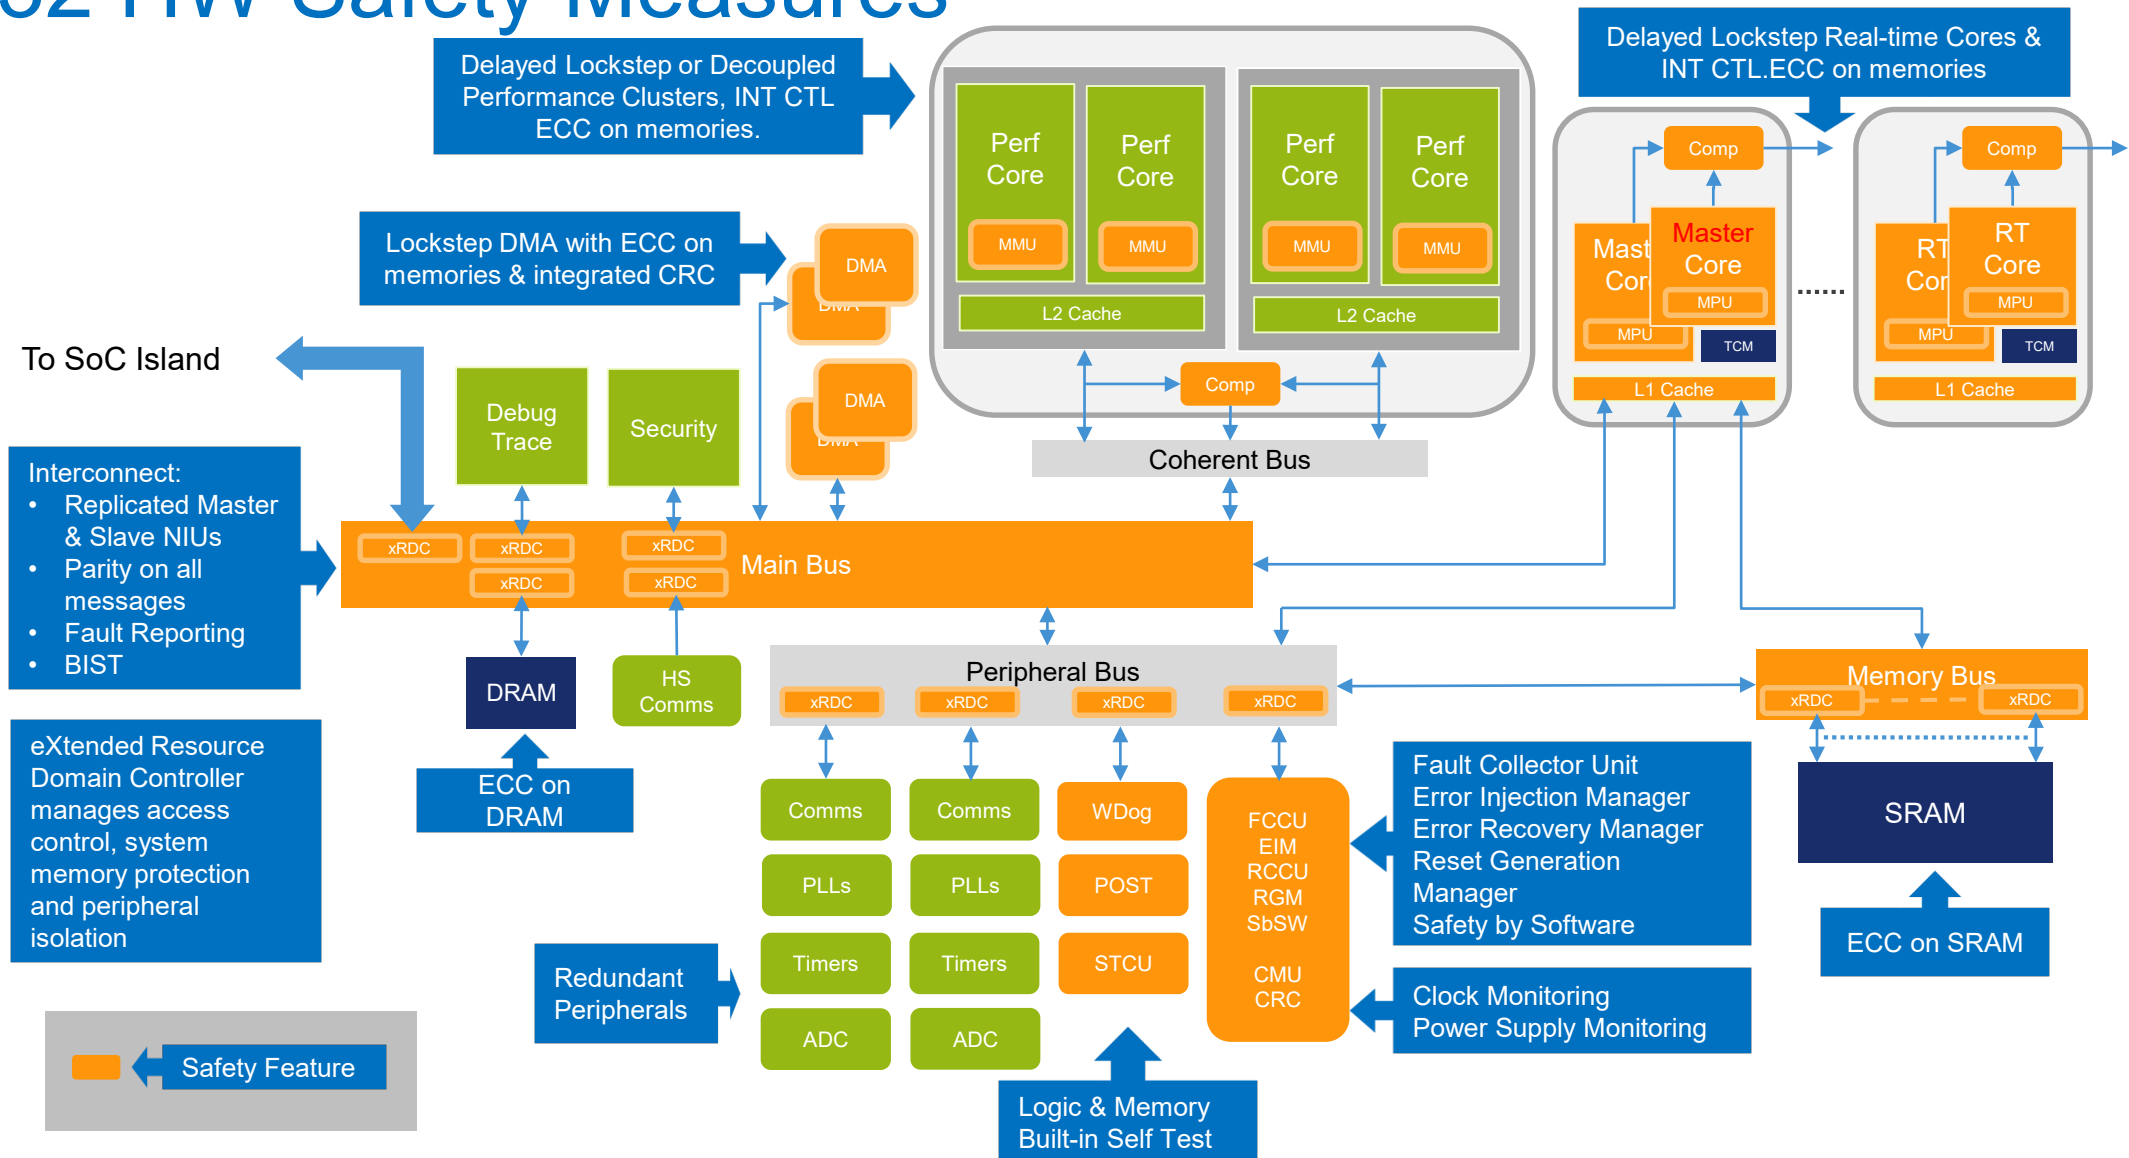 HW Safety Measures
Delayed Lockstep or Decoupled
Performance Clusters, INT CTL
ECC on memories.
Delayed Lockstep Real-time Cores &
INT CTL.ECC on memories
Perf
Core
MMU
Perf
Core
MMU
L2 Cache
Perf
Core
MMU
Perf
Core
MMU
L2 Cache
Comp
Comp
Master
Core
MPU
MPU
TCM
L1 Cache
......
Comp
RT
Core
MPU
MPU
TCM
L1 Cache
Lockstep DMA with ECC on
memories & integrated CRC
DMA
DMA
DMA
DMA
To SoC Island
Debug
Trace
Security
Coherent Bus
Interconnect:
• Replicated Master
& Slave NIUs
• Parity on all
messages
• Fault Reporting
• BIST
xRDC
xRDC
xRDC
xRDC
xRDC
Main Bus
DRAM
HS
Comms
Peripheral Bus
xRDC
xRDC
xRDC
xRDC
Memory Bus
xRDC
xRDC
eXtended Resource
Domain Controller
manages access
control, system
memory protection
and peripheral
isolation
ECC on
DRAM
Comms
PLLs
Timers
ADC
Comms
PLLs
Timers
ADC
WDog
POST
STCU
FCCU
EIM
RCCU
RGM
SbSW
CMU
CRC
Fault Collector Unit
Error Injection Manager
Error Recovery Manager
Reset Generation
Manager
Safety by Software
Clock Monitoring
Power Supply Monitoring
SRAM
ECC on SRAM
Redundant
Peripherals
Safety Feature
Logic & Memory
Built-in Self Test